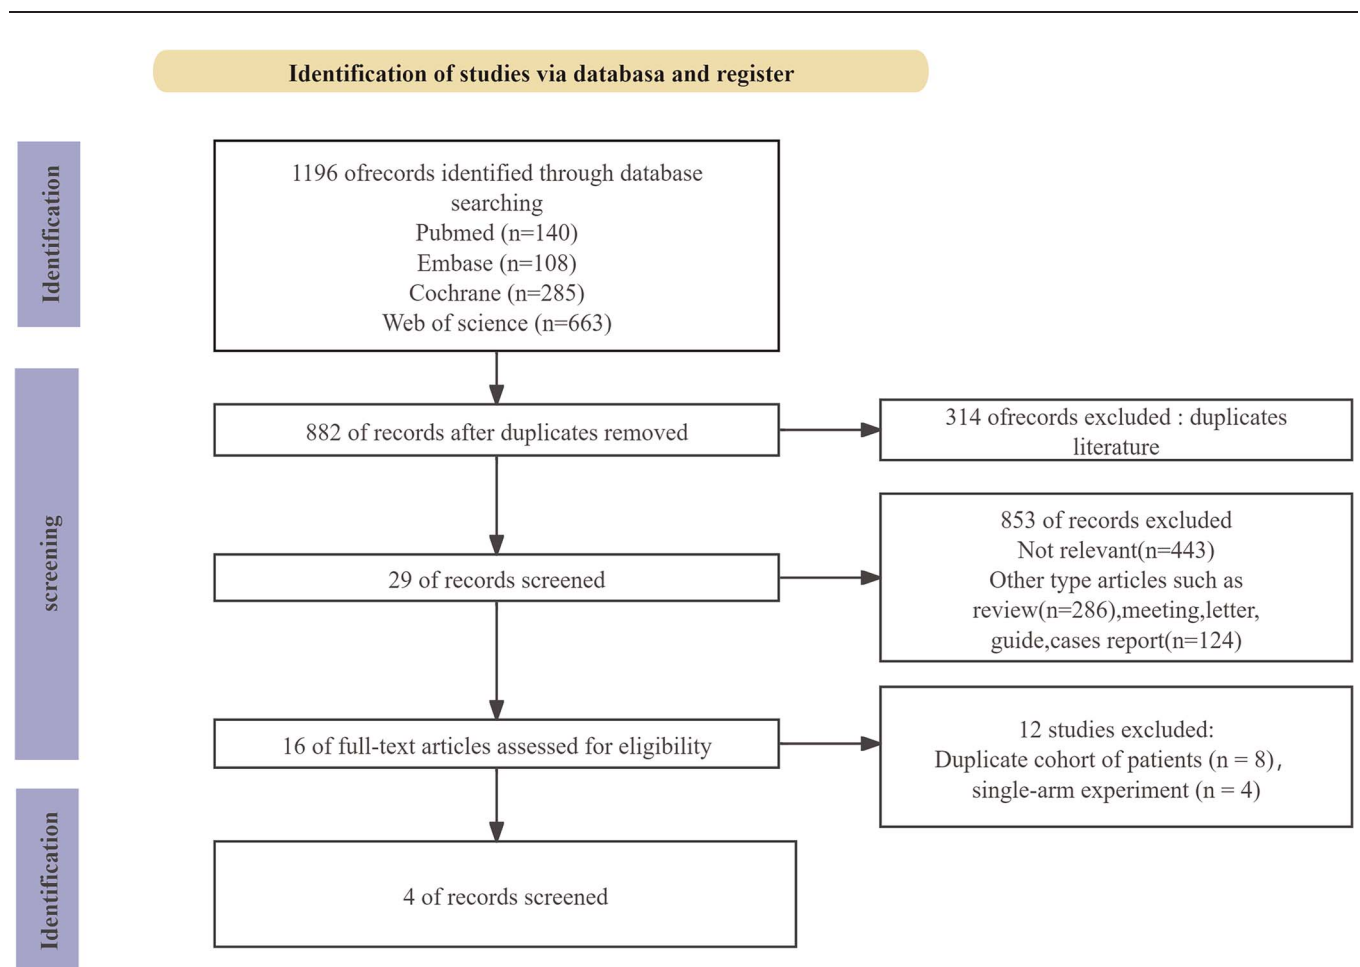 Identification of studies via databasa and register
Identification
1196 ofrecords identified through database
searching
Pubmed (n=140)
Embase (n=108)
Cochrane (n=285)
Web of science (n=663)
screening
882 of records after duplicates removed
314 ofrecords excluded : duplicates
literature
29 of records screened
853 of records excluded
Not relevant(n=443)
Other type articles such as
review(n=286),meeting,letter,
guide,cases report(n=124)
16 of full-text articles assessed for eligibility
12 studies excluded:
Duplicate cohort of patients (n = 8),
single-arm experiment (n = 4)
Identification
4 of records screened